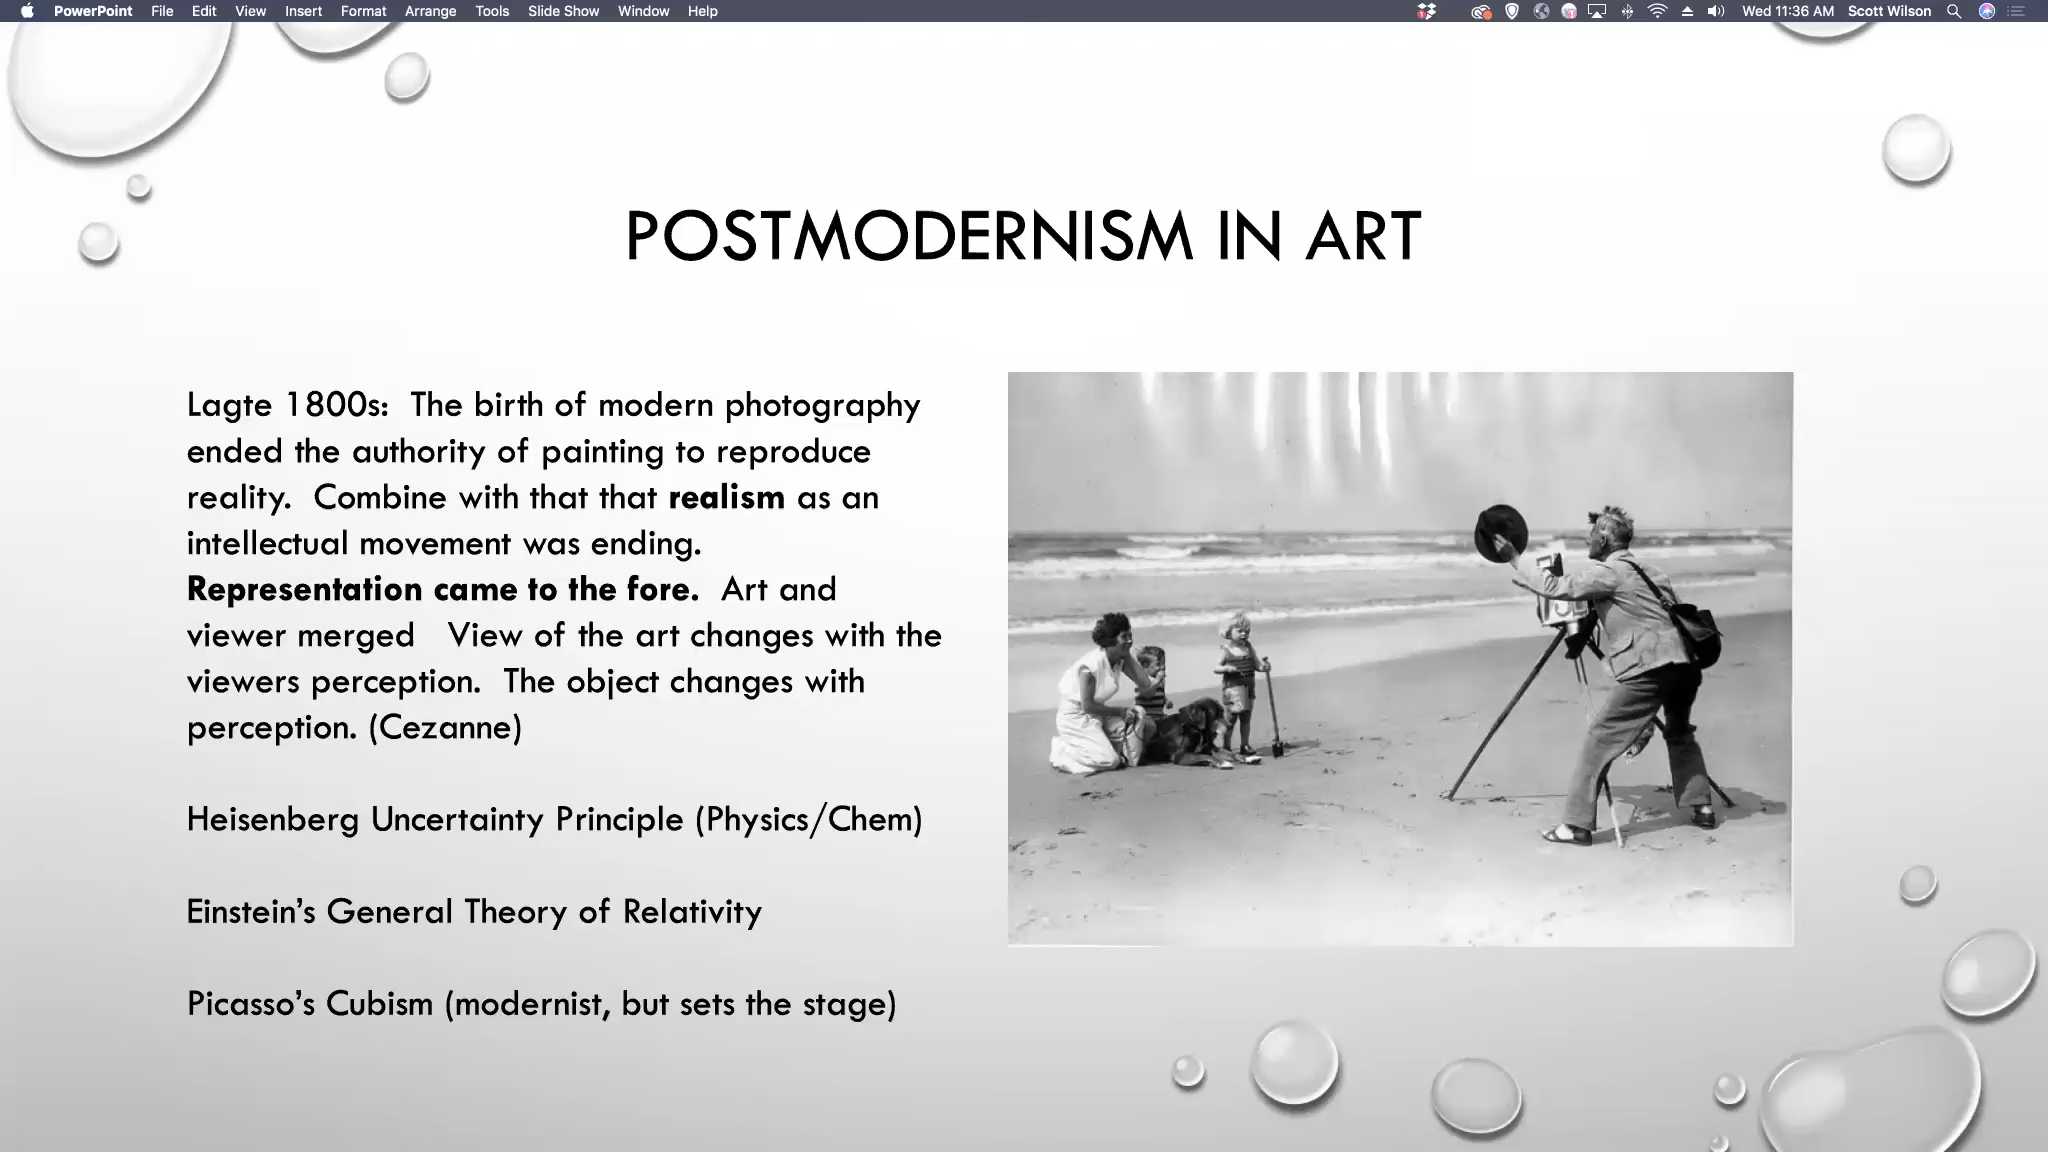 PowerPoint File Edit View Insert Format Arrange Tools Slide Show Window Help Wed 11:36 AM Scott Wilson
POSTMODERNISM IN ART
Lagte 1800s:  The birth of modern photography
ended the authority of painting to reproduce
reality.  Combine with that that realism as an
intellectual movement was ending.
Representation came to the fore.  Art and
viewer merged   View of the art changes with the
viewers perception.  The object changes with
perception. (Cezanne)
Heisenberg Uncertainty Principle (Physics/Chem)
Einstein’s General Theory of Relativity
Picasso’s Cubism (modernist, but sets the stage)